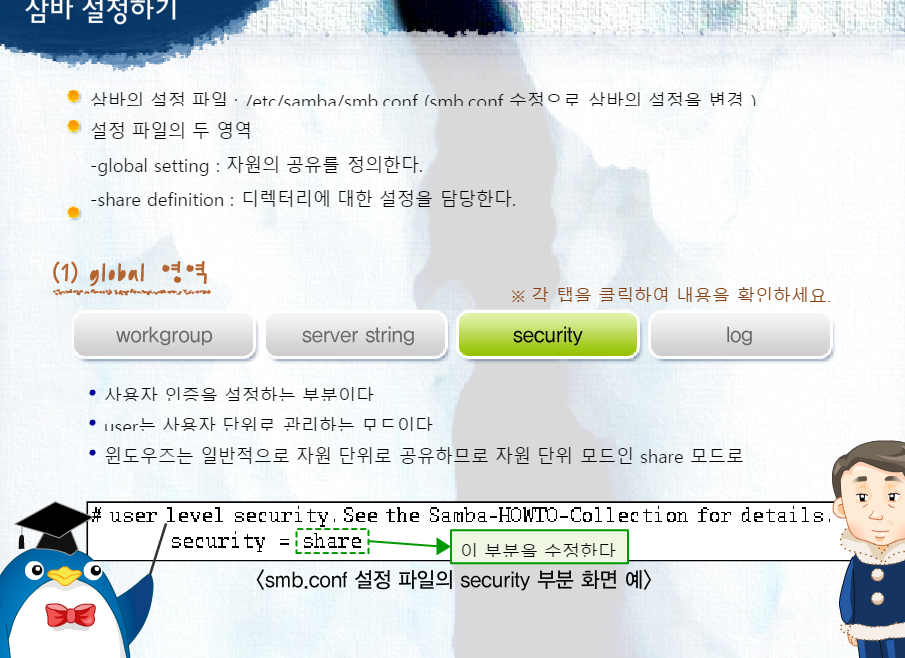 삼바 설정하기
삼바의 설정 파일 : /etc/samba/smb.conf (smb.conf 수정으로 삼바의 설정을 변경 )
설정 파일의 두 영역
-global setting : 자원의 공유를 정의한다.
-share definition : 디렉터리에 대한 설정을 담당한다.
(1) global 영역
※ 각 탭을 클릭하여 내용을 확인하세요.
workgroup server string security log
사용자 인증을 설정하는 부분이다
user는 사용자 단위로 관리하는 모드이다
윈도우즈는 일반적으로 자원 단위로 공유하므로 자원 단위 모드인 share 모드로
# user level security. See the Samba-HOWTO-Collection for details.
security = share
이 부분을 수정한다
<smb.conf 설정 파일의 security 부분 화면 예>